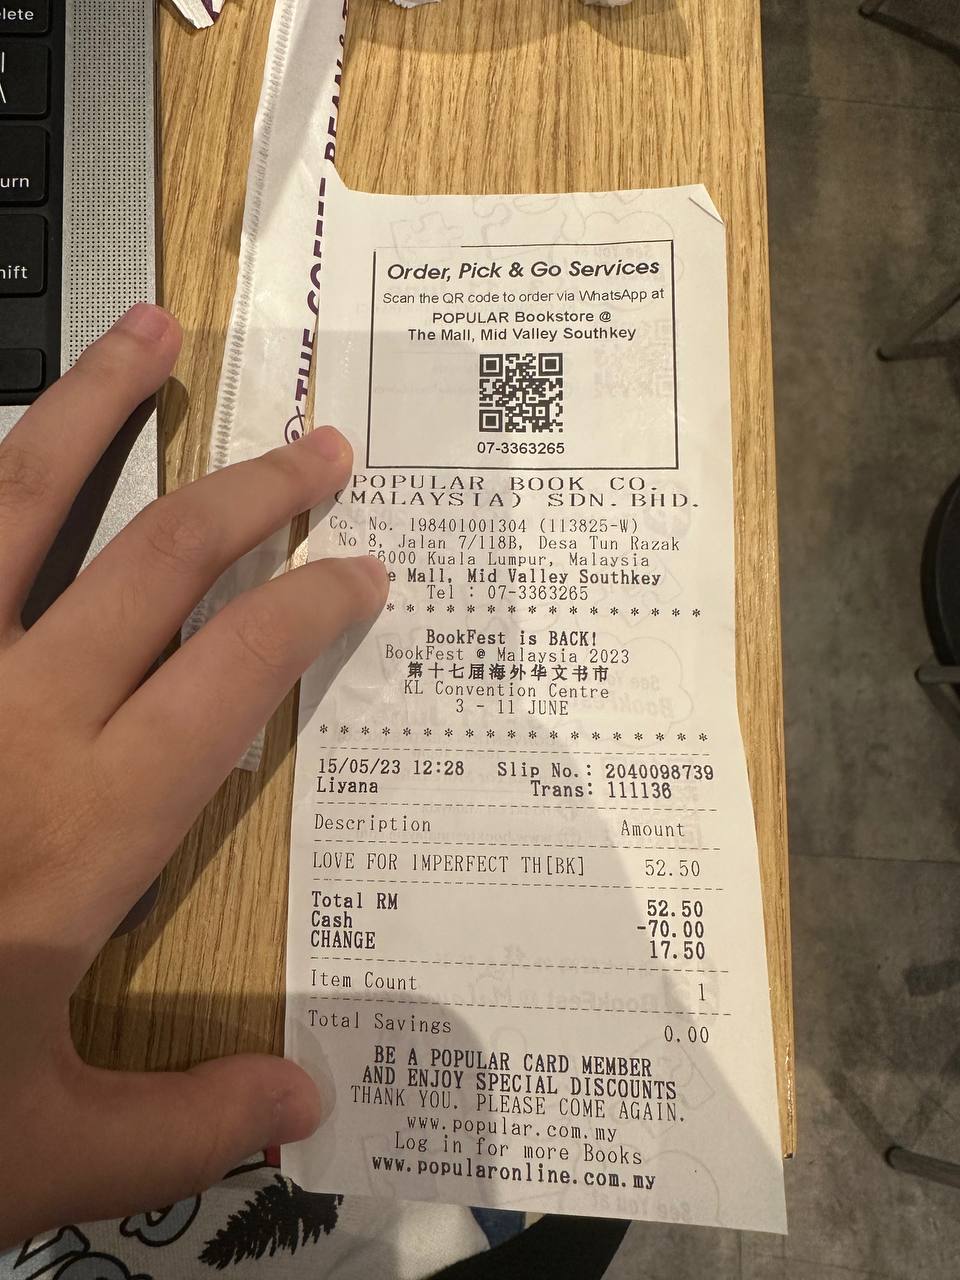 elete
urn
hift
THE COFFEE BEAN &
Order, Pick & Go Services
Scan the QR code to order via WhatsApp at
POPULAR Bookstore @
The Mall, Mid Valley Southkey
07-3363265
POPULAR BOOK CO.
(MALAYSIA) SDN. BHD.
Co. No. 198401001304 (113825-W)
No 8, Jalan 7/118B, Desa Tun Razak
56000 Kuala Lumpur, Malaysia
e Mall, Mid Valley Southkey
Tel : 07-3363265
* * * * * * * * * * * * * * * * *
BookFest is BACK!
BookFest @ Malaysia 2023
第十七届海外华文书市
KL Convention Centre
3 - 11 JUNE
* * * * * * * * * * * * * * * * * * * *
15/05/23 12:28 Slip No.: 2040098739
Liyana Trans: 111136
Description Amount
LOVE FOR IMPERFECT TH[BK] 52.50
Total RM 52.50
Cash -70.00
CHANGE 17.50
Item Count 1
Total Savings 0.00
BE A POPULAR CARD MEMBER
AND ENJOY SPECIAL DISCOUNTS
THANK YOU. PLEASE COME AGAIN.
www.popular.com.my
Log in for more Books
www.popularonline.com.my